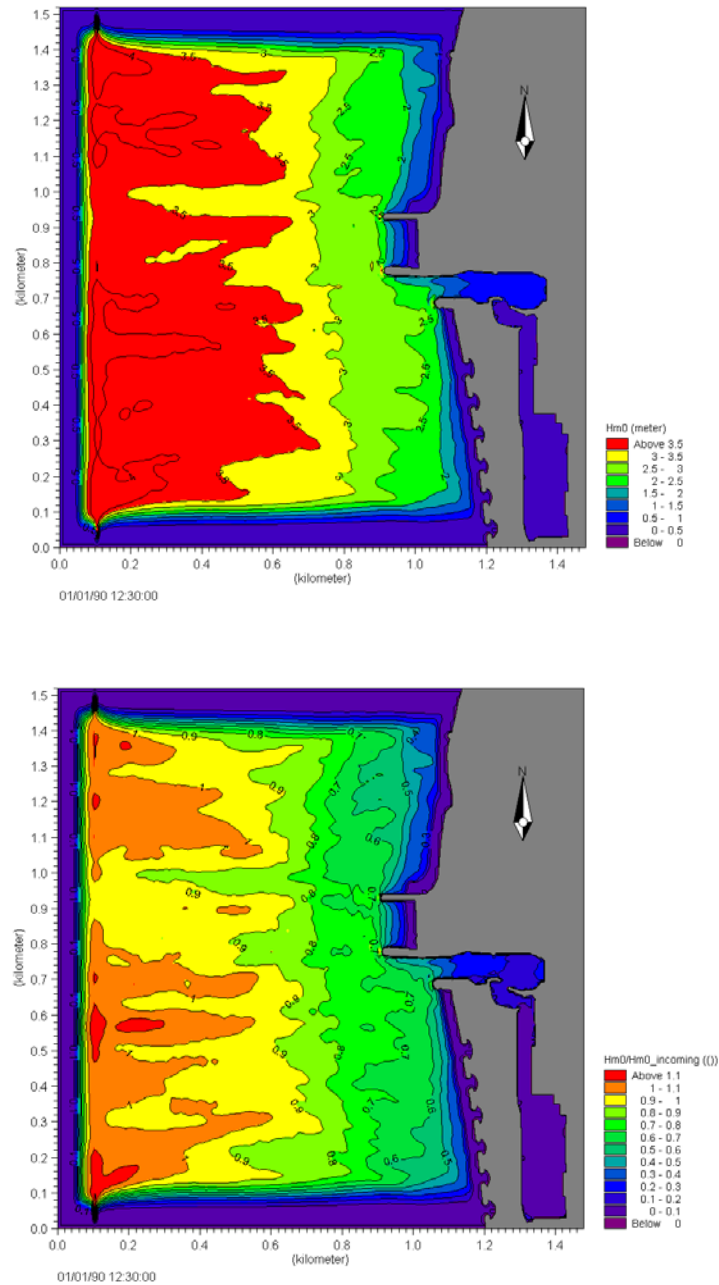 1.5
1.4
1.3
1.2
1.1
1.0
0.9
0.8
0.7
0.6
0.5
0.4
0.3
0.2
0.1
0.0
(kilometer)
N
0.0 0.2 0.4 0.6 0.8 1.0 1.2 1.4
(kilometer)
01/01/90 12:30:00
Hm0 (meter)
Above 3.5
3 - 3.5
2.5 - 3
2 - 2.5
1.5 - 2
1 - 1.5
0.5 - 1
0 - 0.5
Below 0
1.5
1.4
1.3
1.2
1.1
1.0
0.9
0.8
0.7
0.6
0.5
0.4
0.3
0.2
0.1
0.0
(kilometer)
N
0.0 0.2 0.4 0.6 0.8 1.0 1.2 1.4
(kilometer)
01/01/90 12:30:00
Hm0/Hm0_incoming (())
Above 1.1
1 - 1.1
0.9 - 1
0.8 - 0.9
0.7 - 0.8
0.6 - 0.7
0.5 - 0.6
0.4 - 0.5
0.3 - 0.4
0.2 - 0.3
0.1 - 0.2
0 - 0.1
Below 0